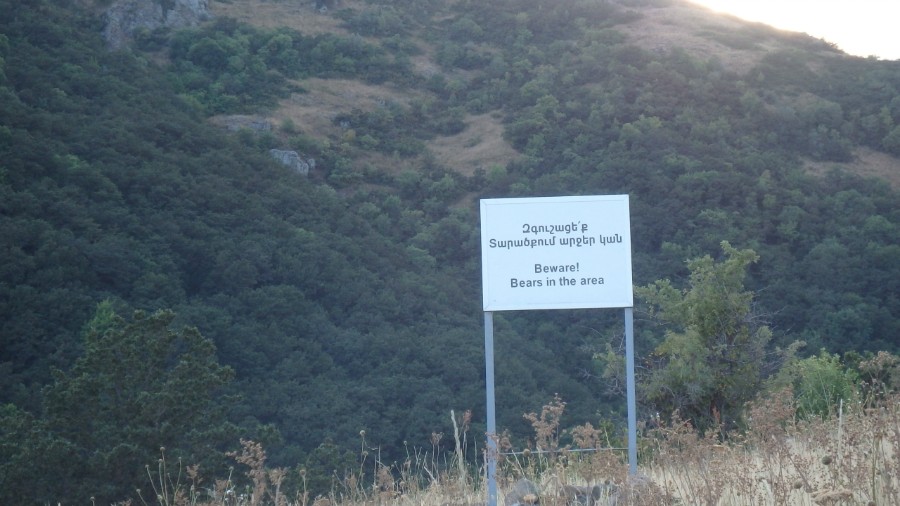 Զգուշացե՛ք
Տարածքում արջեր կան
Beware!
Bears in the area